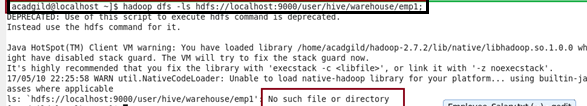 acadgild@localhost ~]$ hadoop dfs -ls hdfs://localhost:9000/user/hive/warehouse/emp1;
DEPRECATED: Use of this script to execute hdfs command is deprecated.
Instead use the hdfs command for it.
Java HotSpot(TM) Client VM warning: You have loaded library /home/acadgild/hadoop-2.7.2/lib/native/libhadoop.so.1.0.0 wh
ight have disabled stack guard. The VM will try to fix the stack guard now.
It's highly recommended that you fix the library with 'execstack -c <libfile>', or link it with '-z noexecstack'.
17/05/10 22:25:58 WARN util.NativeCodeLoader: Unable to load native-hadoop library for your platform... using builtin-ja
asses where applicable
ls: `hdfs://localhost:9000/user/hive/warehouse/emp1': No such file or directory